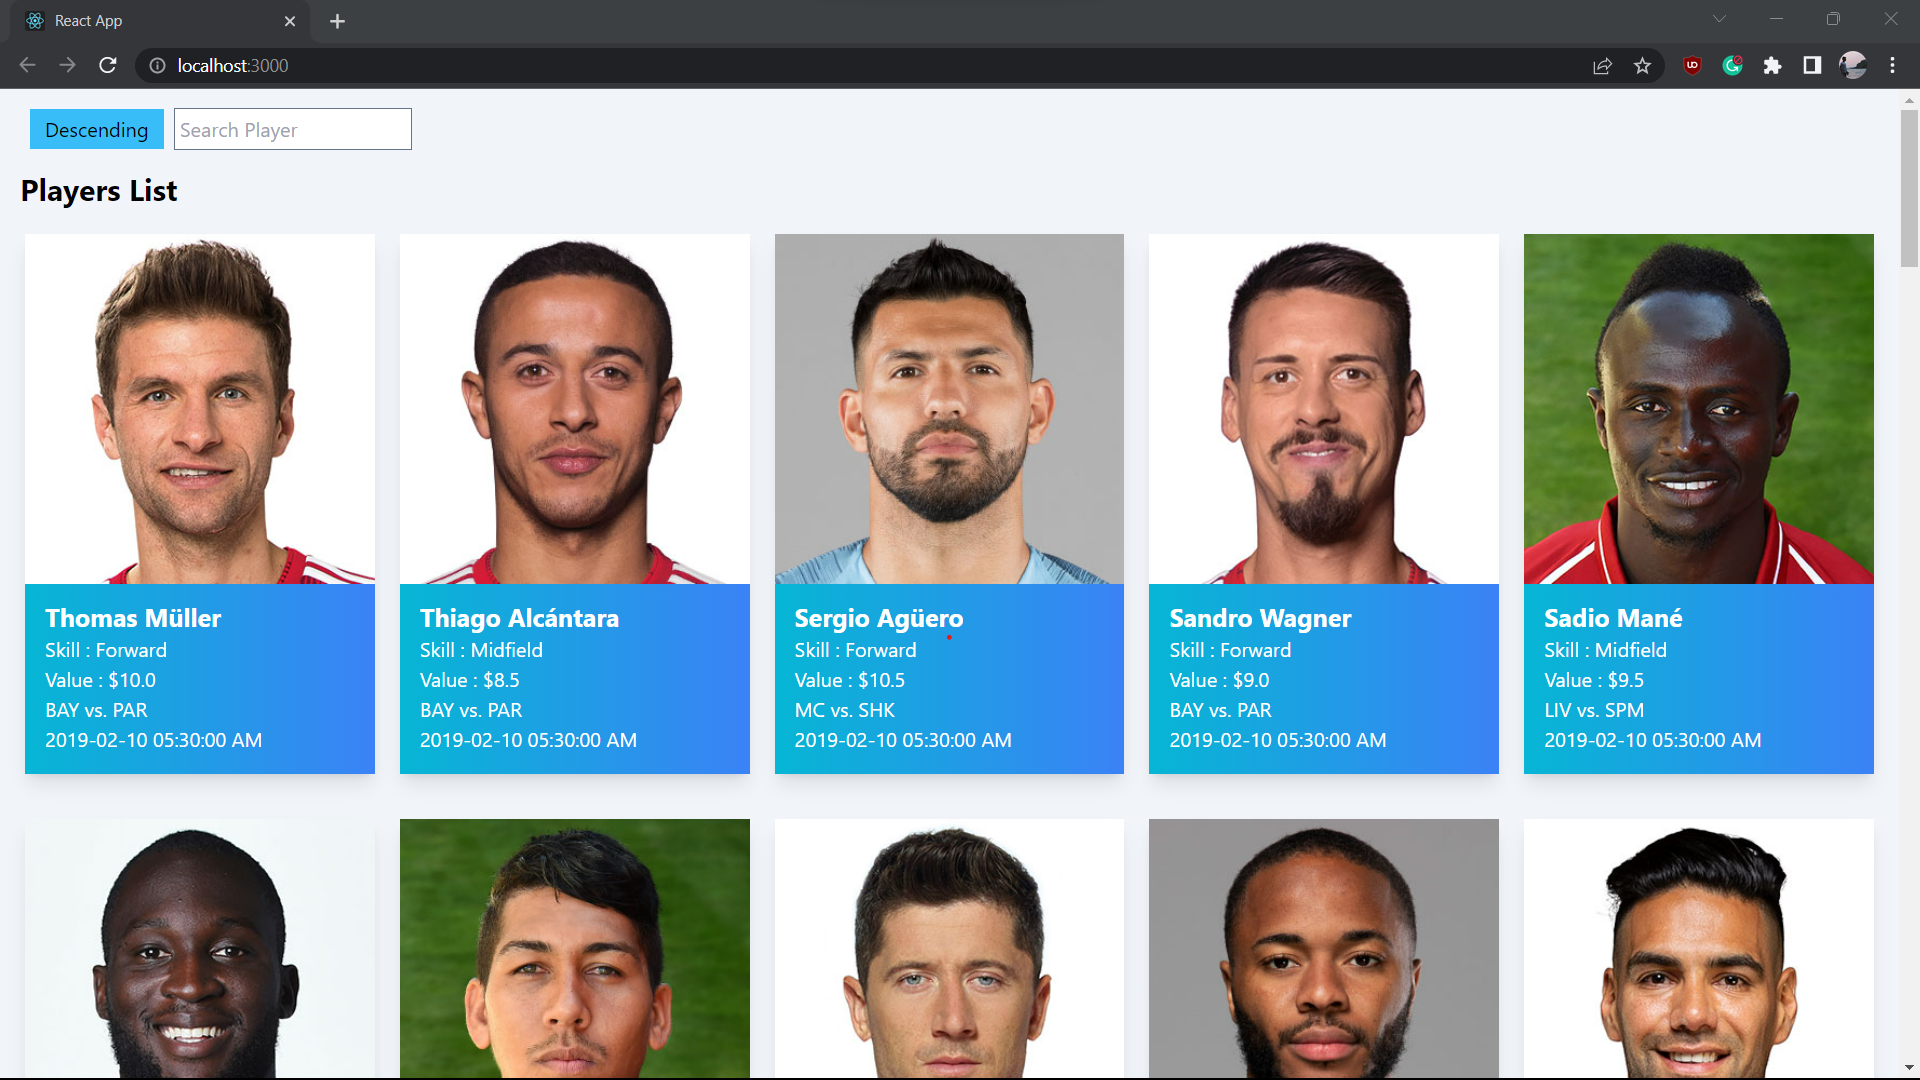 React App
localhost:3000
Descending
Search Player
Players List
Thomas Müller
Skill : Forward
Value : $10.0
BAY vs. PAR
2019-02-10 05:30:00 AM
Thiago Alcántara
Skill : Midfield
Value : $8.5
BAY vs. PAR
2019-02-10 05:30:00 AM
Sergio Agüero
Skill : Forward
Value : $10.5
MC vs. SHK
2019-02-10 05:30:00 AM
Sandro Wagner
Skill : Forward
Value : $9.0
BAY vs. PAR
2019-02-10 05:30:00 AM
Sadio Mané
Skill : Midfield
Value : $9.5
LIV vs. SPM
2019-02-10 05:30:00 AM